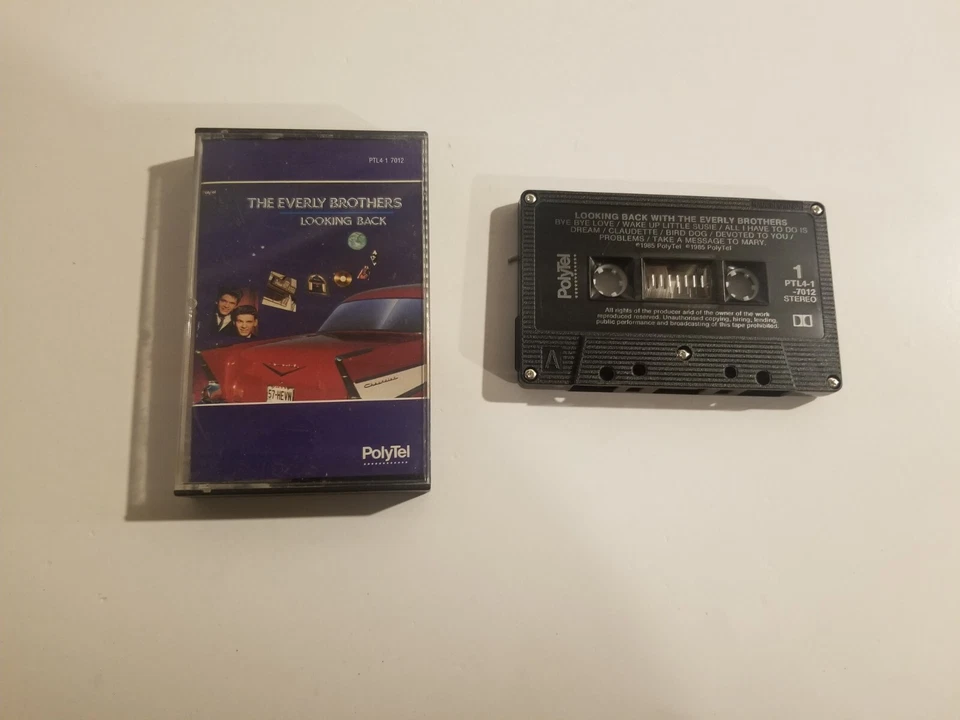 PTL4 1 7012
THE EVERLY BROTHERS
LOOKING BACK
57-HEVN
PolyTel
LOOKING BACK WITH THE EVERLY BROTHERS
BYE BYE LOVE / WAKE UP LITTLE SUSIE / ALL I HAVE TO DO IS
DREAM / CLAUDETTE / BIRD DOG / DEVOTED TO YOU /
PROBLEMS / TAKE A MESSAGE TO MARY.
℗1985 PolyTel ©1985 PolyTel
PolyTel
1
PTL4-1
-7012
STEREO
All rights of the producer and of the owner of the work
reproduced reserved. Unauthorised copying, hiring, lending,
public performance and broadcasting of this tape prohibited.
A